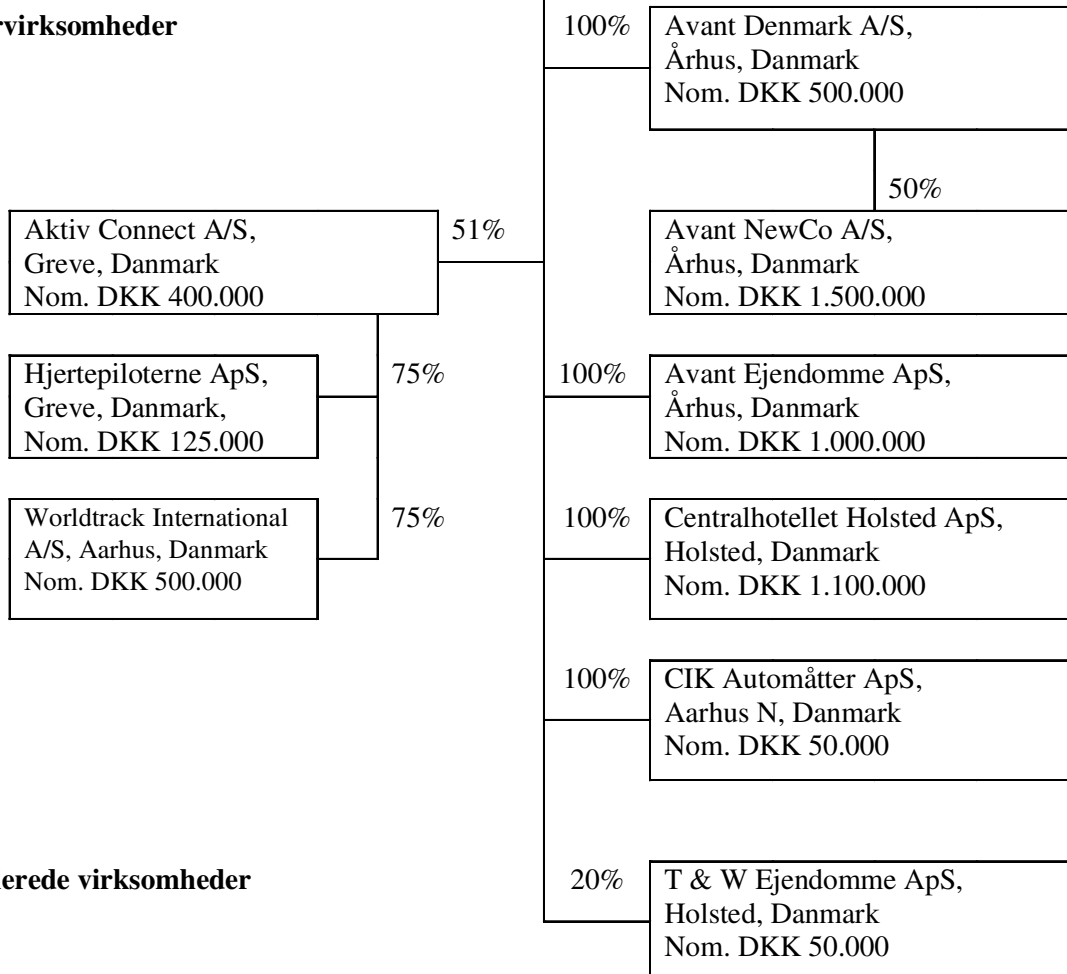 rvirksomheder
100%
Avant Denmark A/S,
Århus, Danmark
Nom. DKK 500.000
50%
Aktiv Connect A/S,
Greve, Danmark
Nom. DKK 400.000
51%
Avant NewCo A/S,
Århus, Danmark
Nom. DKK 1.500.000
Hjertepiloterne ApS,
Greve, Danmark,
Nom. DKK 125.000
75%
100%
Avant Ejendomme ApS,
Århus, Danmark
Nom. DKK 1.000.000
Worldtrack International
A/S, Aarhus, Danmark
Nom. DKK 500.000
75%
100%
Centralhotellet Holsted ApS,
Holsted, Danmark
Nom. DKK 1.100.000
100%
CIK Automåtter ApS,
Aarhus N, Danmark
Nom. DKK 50.000
erede virksomheder
20%
T & W Ejendomme ApS,
Holsted, Danmark
Nom. DKK 50.000